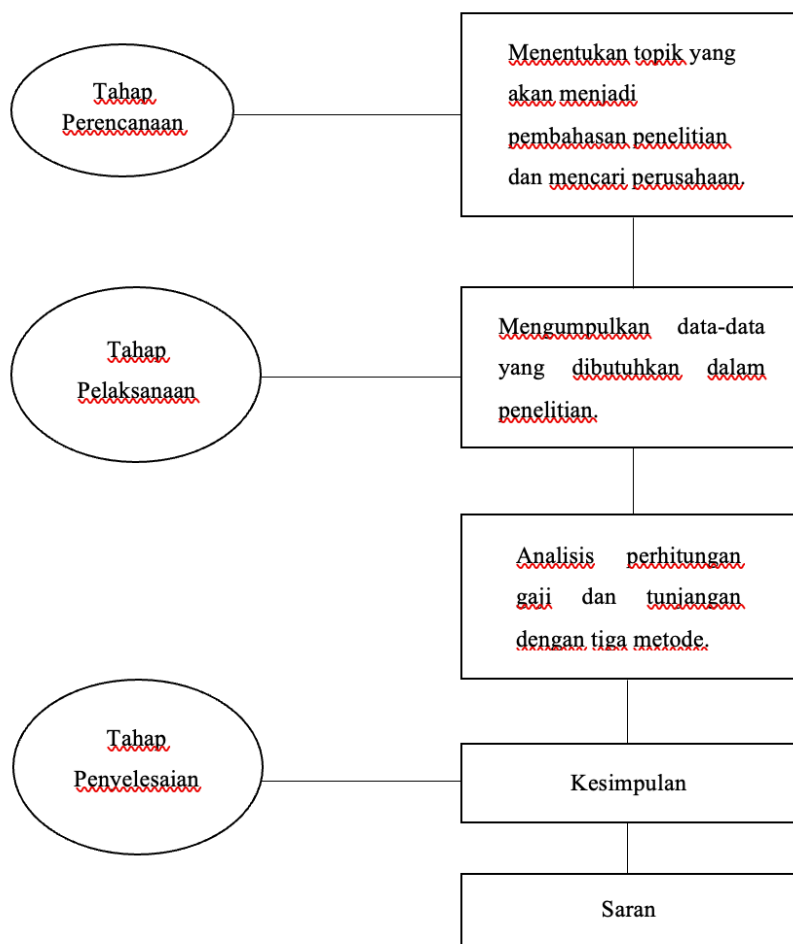 Tahap
Perencanaan
Menentukan topik yang
akan menjadi
pembahasan penelitian
dan mencari perusahaan.
Tahap
Pelaksanaan
Mengumpulkan data-data
yang dibutuhkan dalam
penelitian.
Analisis perhitungan
gaji dan tunjangan
dengan tiga metode.
Tahap
Penyelesaian
Kesimpulan
Saran